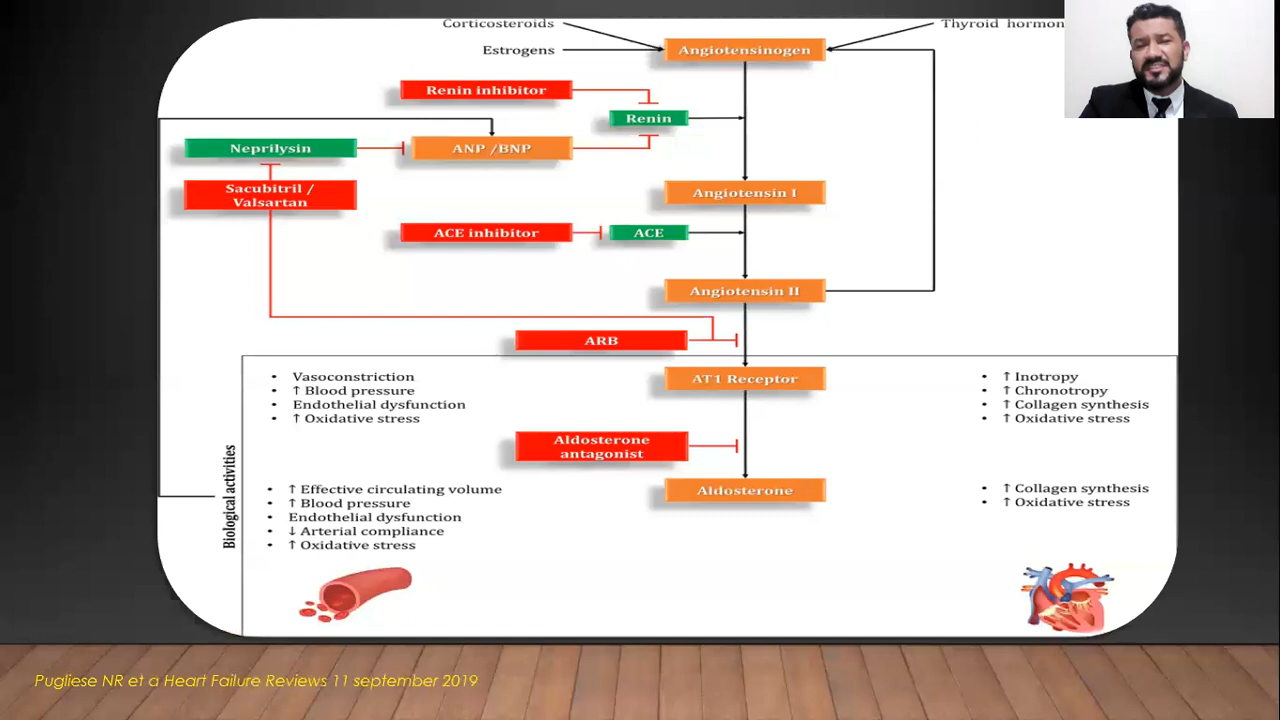 Corticosteroids
Thyroid hormon
Estrogens
Angiotensinogen
Renin inhibitor
Renin
Neprilysin
ANP /BNP
Sacubitril /
Valsartan
Angiotensin I
ACE inhibitor
ACE
Angiotensin II
ARB
AT1 Receptor
• Vasoconstriction
• ↑ Blood pressure
• Endothelial dysfunction
• ↑ Oxidative stress
• ↑ Inotropy
• ↑ Chronotropy
• ↑ Collagen synthesis
• ↑ Oxidative stress
Aldosterone
antagonist
Aldosterone
Biological activities
• ↑ Effective circulating volume
• ↑ Blood pressure
• Endothelial dysfunction
• ↓ Arterial compliance
• ↑ Oxidative stress
• ↑ Collagen synthesis
• ↑ Oxidative stress
Pugliese NR et a Heart Failure Reviews 11 september 2019